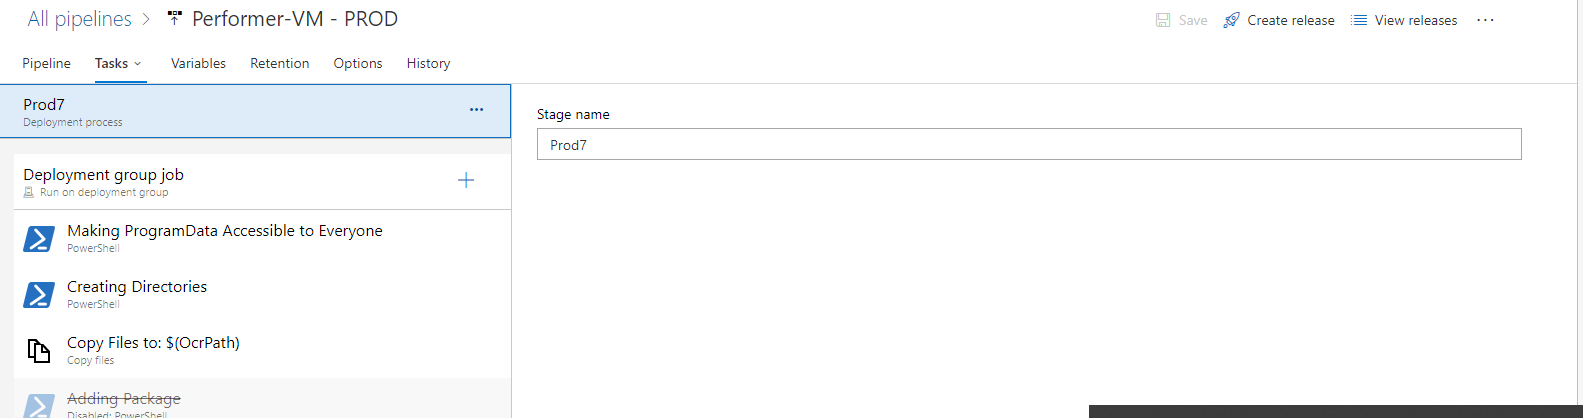 All pipelines > Performer-VM - PROD
Save Create release View releases ...
Pipeline Tasks Variables Retention Options History
Prod7
Deployment process
...
Stage name
Prod7
Deployment group job
Run on deployment group
Making ProgramData Accessible to Everyone
PowerShell
Creating Directories
PowerShell
Copy Files to: $(OcrPath)
Copy files
Adding Package
Disabled: PowerShell